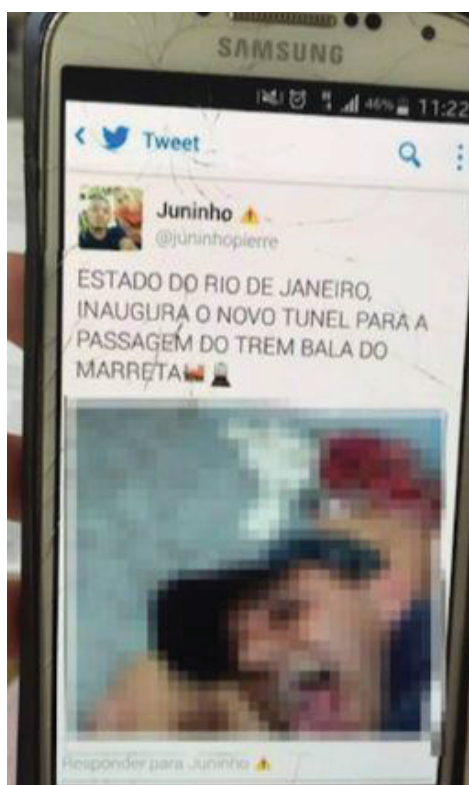 SAMSUNG
46% 11:22
Tweet
Juninho
@juninhopierre
ESTADO DO RIO DE JANEIRO,
INAUGURA O NOVO TUNEL PARA A
PASSAGEM DO TREM BALA DO
MARRETA
Responder para Juninho